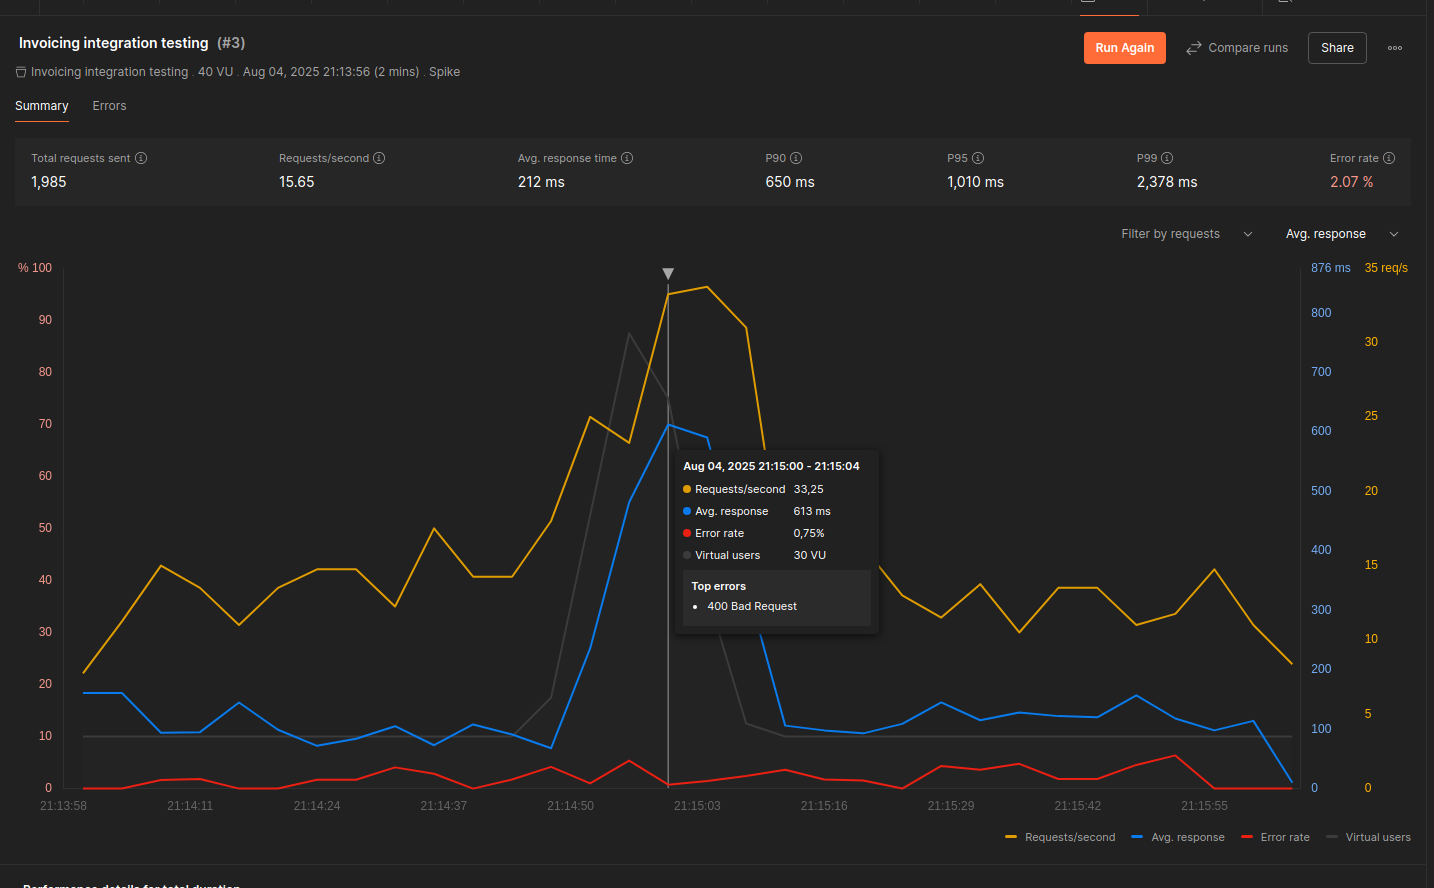 Invoicing integration testing (#3)
Run Again
Compare runs
Share
Invoicing integration testing . 40 VU . Aug 04, 2025 21:13:56 (2 mins) . Spike
Summary
Errors
Total requests sent
Requests/second
Avg. response time
P90
P95
P99
Error rate
1,985
15.65
212 ms
650 ms
1,010 ms
2,378 ms
2.07 %
Filter by requests
Avg. response
% 100
90
80
70
60
50
40
30
20
10
0
876 ms
800
700
600
500
400
300
200
100
0
35 req/s
30
25
20
15
10
5
0
Aug 04, 2025 21:15:00 - 21:15:04
Requests/second 33,25
Avg. response 613 ms
Error rate 0,75%
Virtual users 30 VU
Top errors
• 400 Bad Request
21:13:58
21:14:11
21:14:24
21:14:37
21:14:50
21:15:03
21:15:16
21:15:29
21:15:42
21:15:55
Requests/second
Avg. response
Error rate
Virtual users
Performance details for total duration